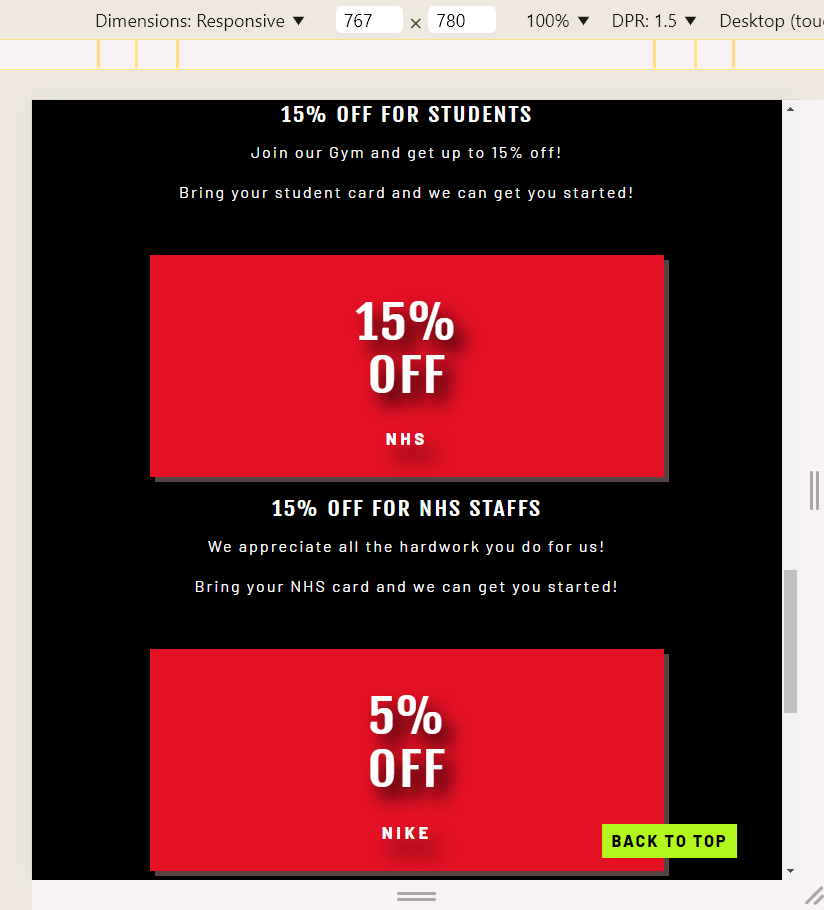 Dimensions: Responsive ▼ 767 × 780 100% ▼ DPR: 1.5 ▼ Desktop (tou
15% OFF FOR STUDENTS
Join our Gym and get up to 15% off!
Bring your student card and we can get you started!
15%
OFF
NHS
15% OFF FOR NHS STAFFS
We appreciate all the hardwork you do for us!
Bring your NHS card and we can get you started!
5%
OFF
NIKE
BACK TO TOP